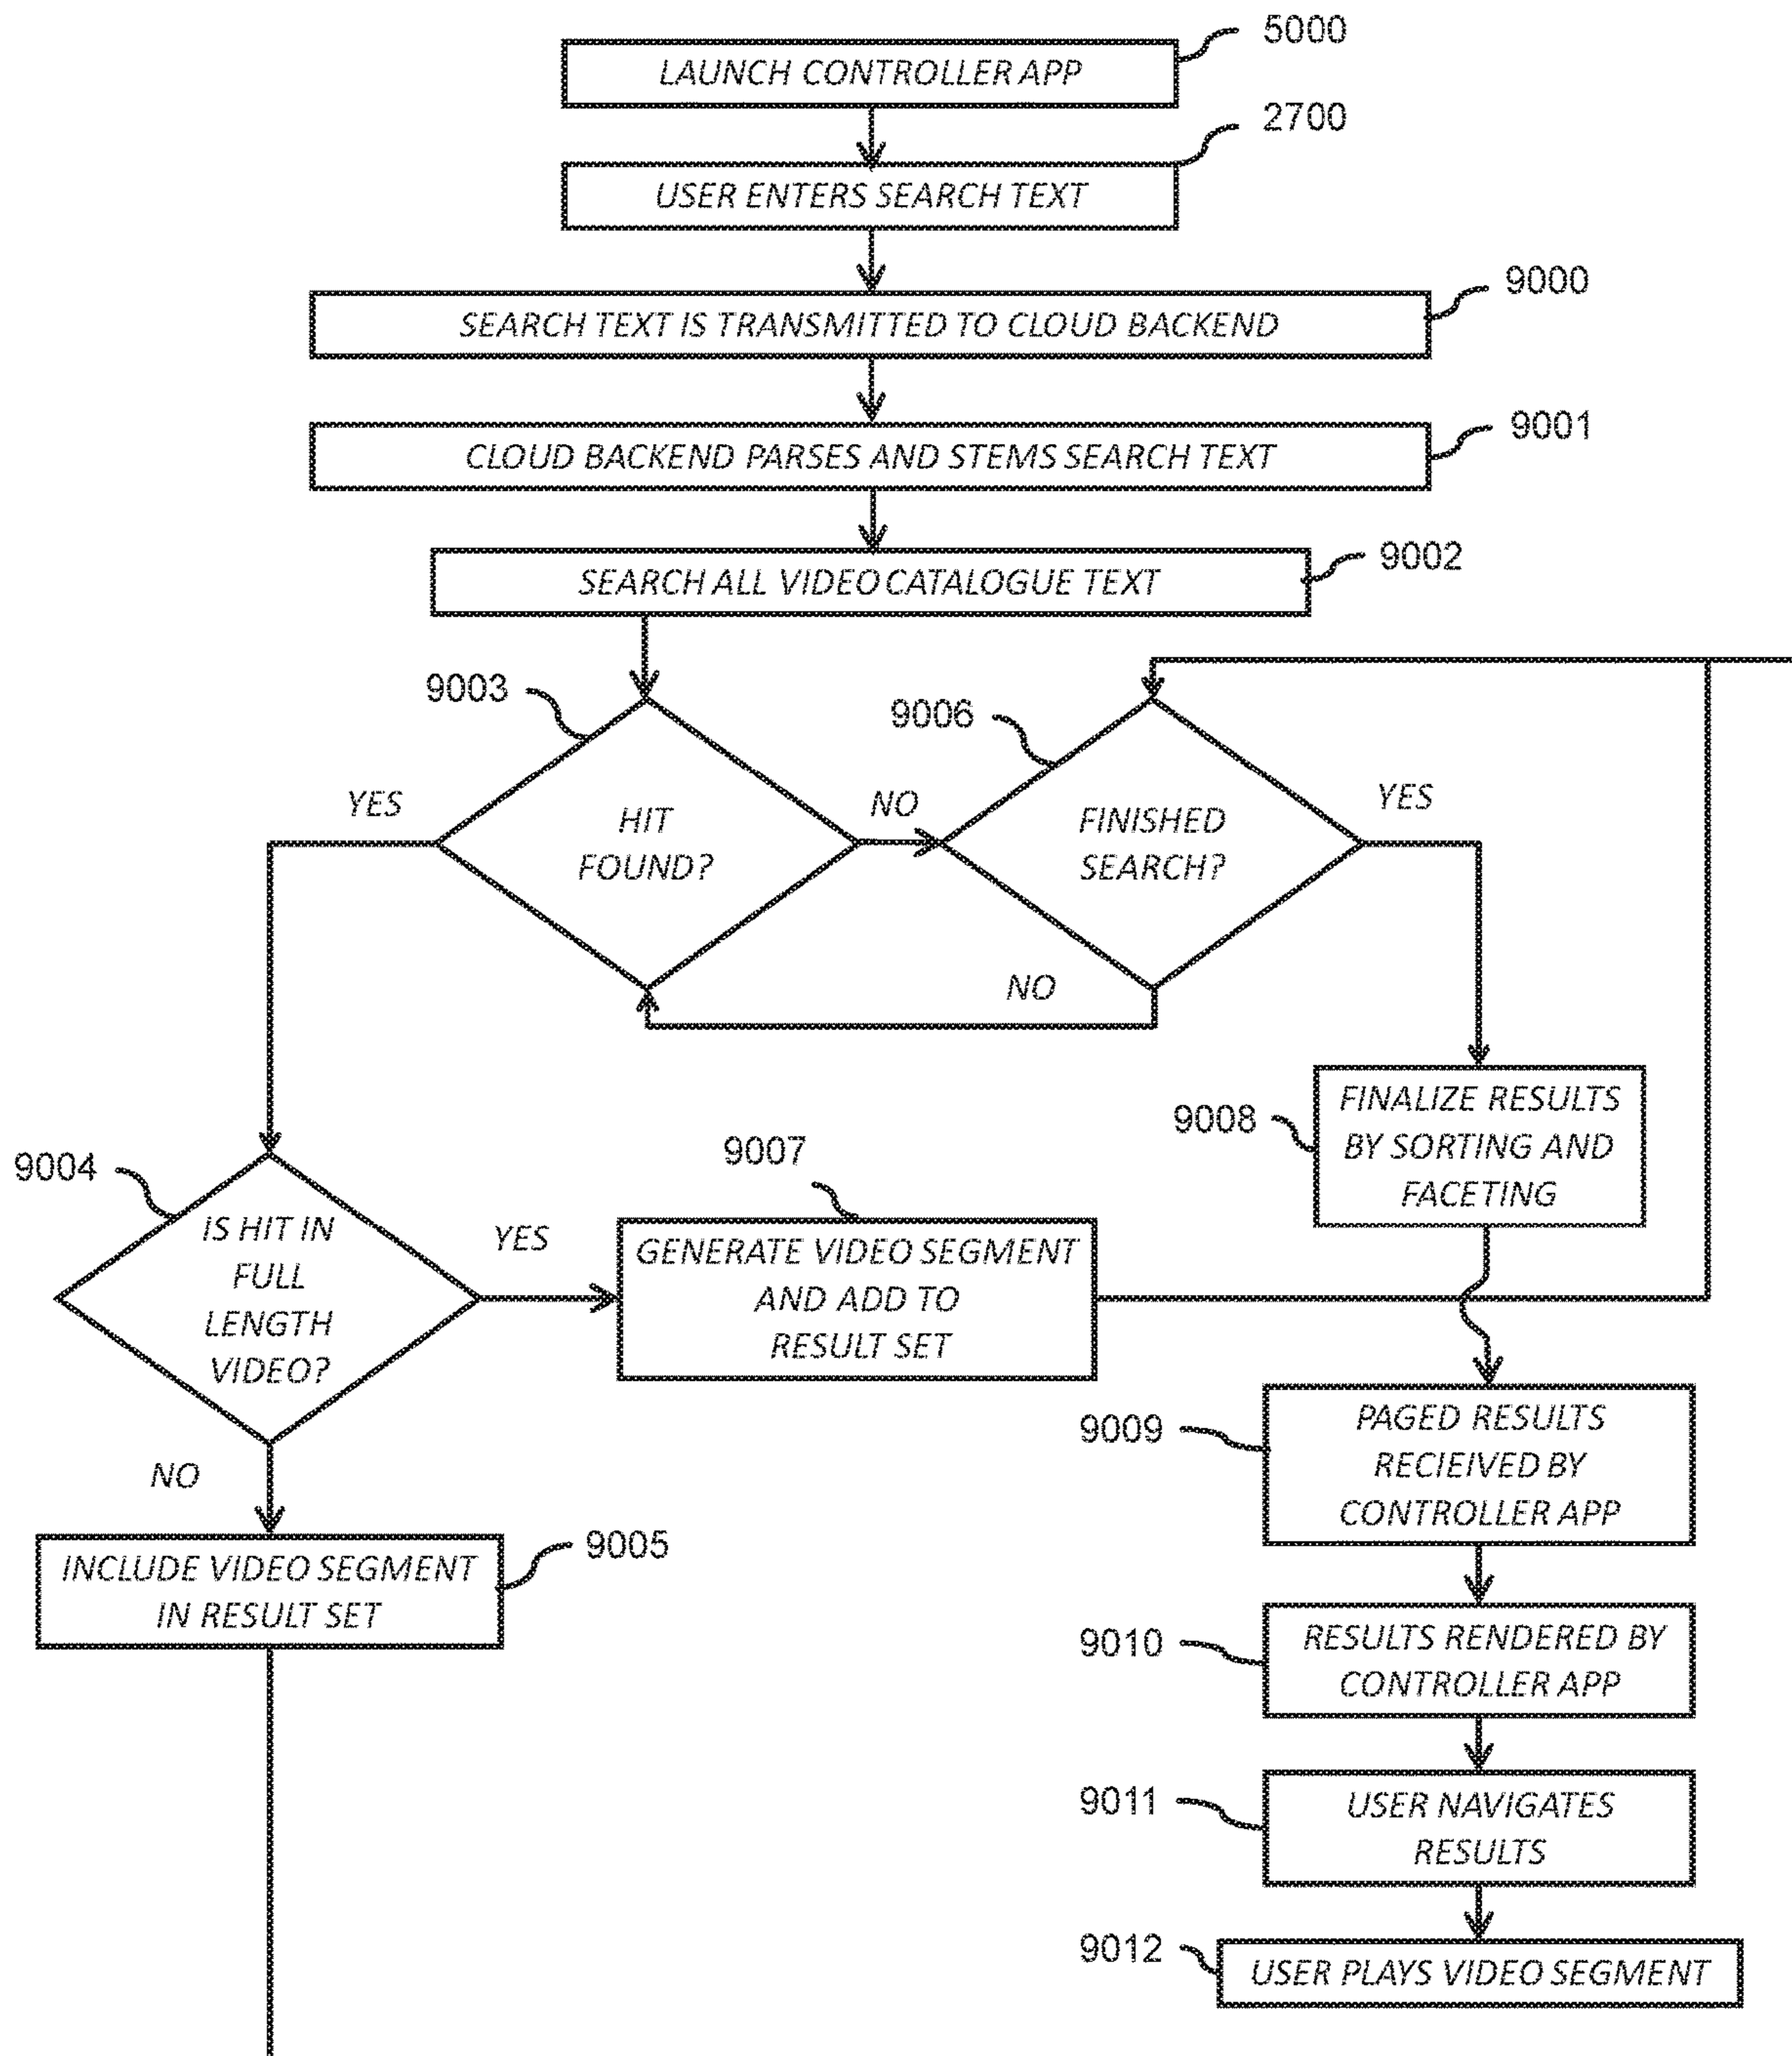 5000
LAUNCH CONTROLLER APP
2700
USER ENTERS SEARCH TEXT
9000
SEARCH TEXT IS TRANSMITTED TO CLOUD BACKEND
9001
CLOUD BACKEND PARSES AND STEMS SEARCH TEXT
9002
SEARCH ALL VIDEO CATALOGUE TEXT
9003
9006
YES
HIT
FOUND?
NO
FINISHED
SEARCH?
YES
NO
9008
FINALIZE RESULTS
BY SORTING AND
FACETING
9004
IS HIT IN
FULL
LENGTH
VIDEO?
YES
9007
GENERATE VIDEO SEGMENT
AND ADD TO
RESULT SET
NO
9009
PAGED RESULTS
RECIEIVED BY
CONTROLLER APP
9005
INCLUDE VIDEO SEGMENT
IN RESULT SET
9010
RESULTS RENDERED BY
CONTROLLER APP
9011
USER NAVIGATES
RESULTS
9012
USER PLAYS VIDEO SEGMENT